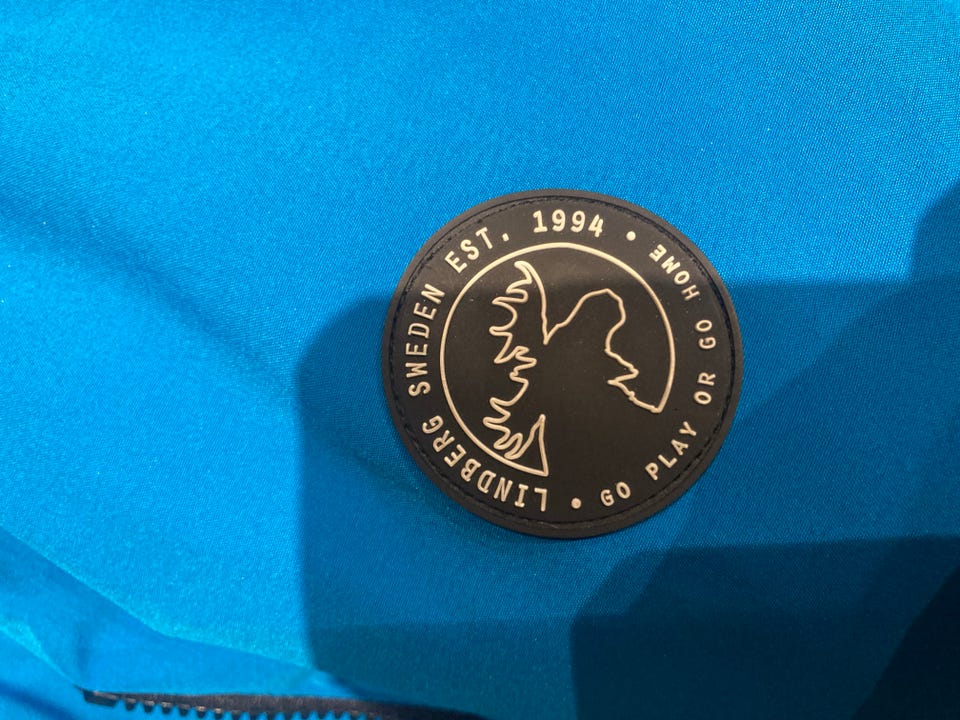 LINDBERG SWEDEN EST. 1994
GO PLAY OR GO HOME